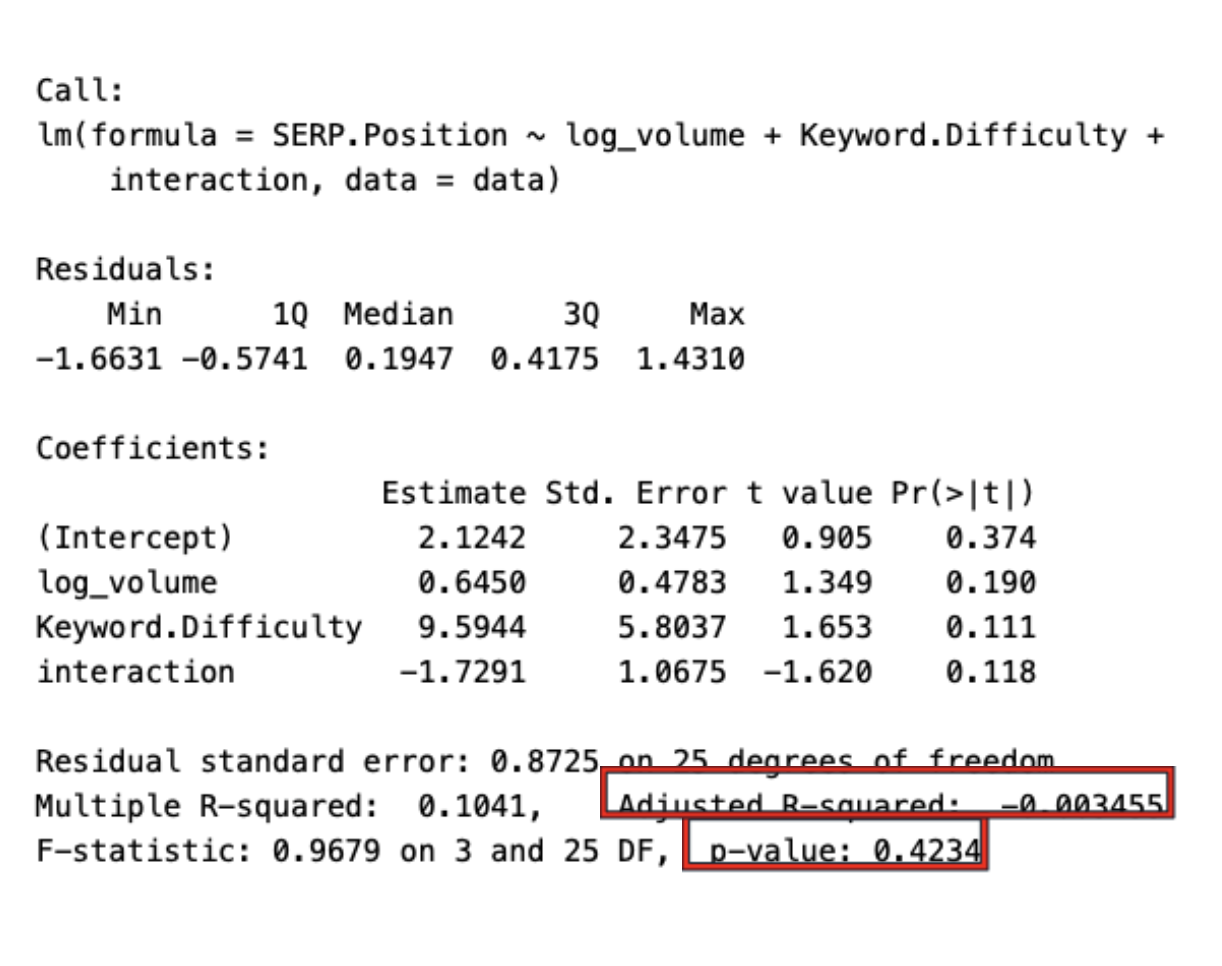 Call:
lm(formula = SERP.Position ~ log_volume + Keyword.Difficulty +
    interaction, data = data)
Residuals:
    Min      1Q  Median      3Q     Max
-1.6631 -0.5741  0.1947  0.4175  1.4310
Coefficients:
                   Estimate Std. Error t value Pr(>|t|)
(Intercept)          2.1242     2.3475   0.905    0.374
log_volume           0.6450     0.4783   1.349    0.190
Keyword.Difficulty   9.5944     5.8037   1.653    0.111
interaction         -1.7291     1.0675  -1.620    0.118
Residual standard error: 0.8725 on 25 degrees of freedom
Multiple R-squared:  0.1041,    Adjusted R-squared:  -0.003455
F-statistic: 0.9679 on 3 and 25 DF,  p-value: 0.4234